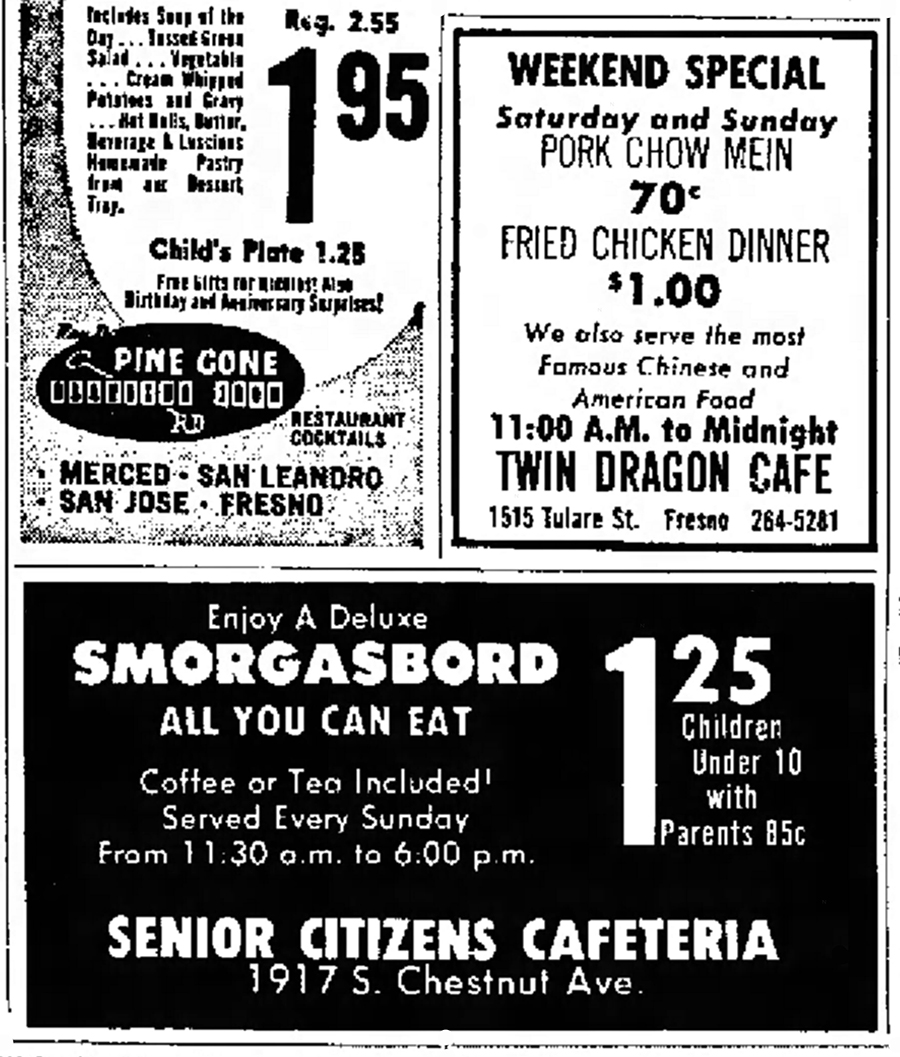 Includes Soup of the
Day . . . Tossed Green
Salad . . . Vegetable
. . . Cream Whipped
Potatoes and Gravy
. . . Hot Rolls, Butter,
Beverage & Luscious
Homemade Pastry
from our Dessert
Tray.
Reg. 2.55
1 95
Child's Plate 1.25
Free Gifts for Kiddies! Also
Birthday and Anniversary Surprises!
PINE CONE
RESTAURANT
COCKTAILS
• MERCED • SAN LEANDRO
• SAN JOSE • FRESNO
WEEKEND SPECIAL
Saturday and Sunday
PORK CHOW MEIN
70c
FRIED CHICKEN DINNER
$1.00
We also serve the most
Famous Chinese and
American Food
11:00 A.M. to Midnight
TWIN DRAGON CAFE
1515 Tulare St. Fresno 264-5281
Enjoy A Deluxe
SMORGASBORD
ALL YOU CAN EAT
Coffee or Tea Included!
Served Every Sunday
From 11:30 a.m. to 6:00 p.m.
1 25
Children
Under 10
with
Parents 85c
SENIOR CITIZENS CAFETERIA
1917 S. Chestnut Ave.